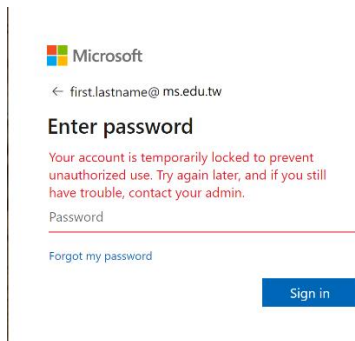 Microsoft
← first.lastname@ ms.edu.tw
Enter password
Your account is temporarily locked to prevent
unauthorized use. Try again later, and if you still
have trouble, contact your admin.
Password
Forgot my password
Sign in